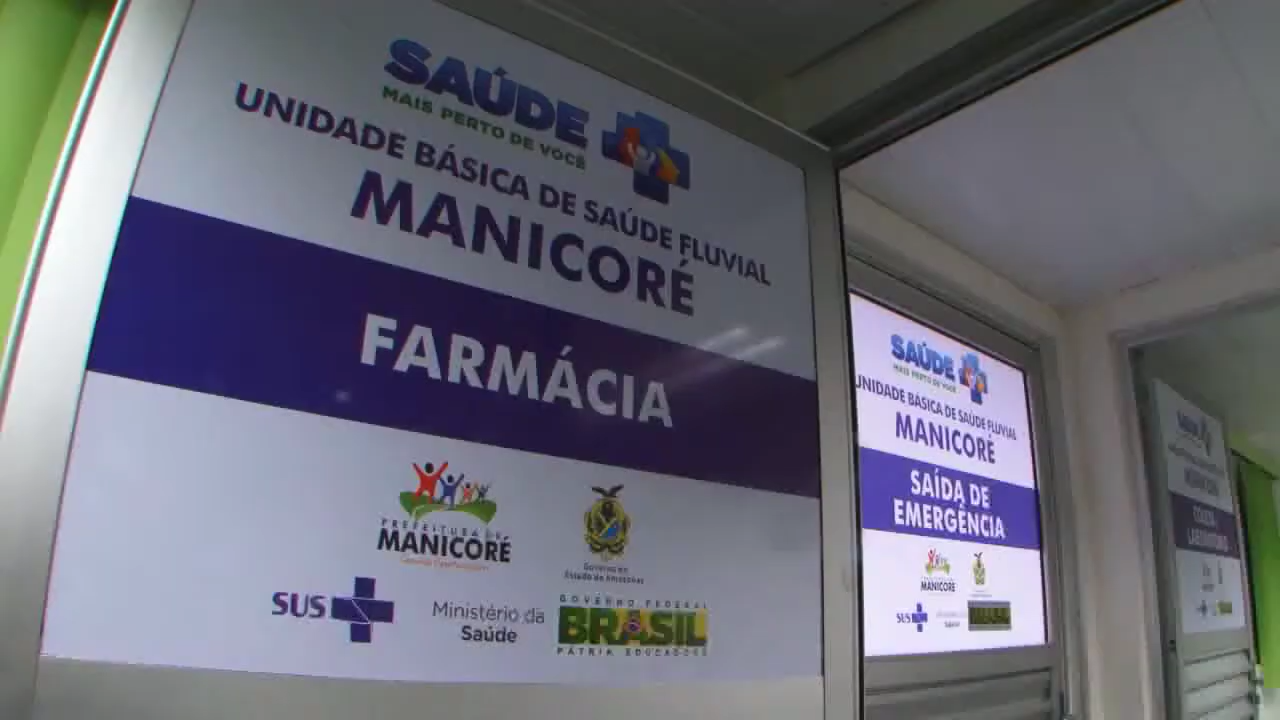 SAÚDE
MAIS PERTO DE VOCÊ
UNIDADE BÁSICA DE SAÚDE FLUVIAL
MANICORÉ
FARMÁCIA
PREFEITURA DE
MANICORÉ
Governo do
Estado do Amazonas
SUS
Ministério da
Saúde
GOVERNO FEDERAL
BRASIL
PÁTRIA EDUCADORA
SAÚDE
MAIS PERTO DE VOCÊ
UNIDADE BÁSICA DE SAÚDE FLUVIAL
MANICORÉ
SAÍDA DE
EMERGÊNCIA
MANICORÉ
SUS